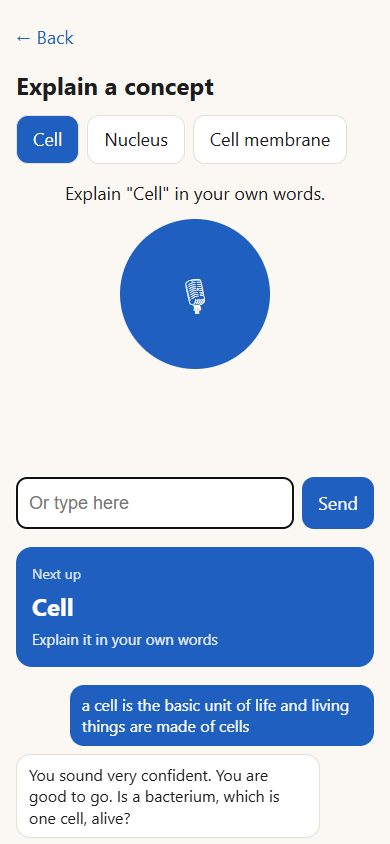 ← Back
Explain a concept
Cell
Nucleus
Cell membrane
Explain "Cell" in your own words.
Or type here
Send
Next up
Cell
Explain it in your own words
a cell is the basic unit of life and living
things are made of cells
You sound very confident. You are
good to go. Is a bacterium, which is
one cell, alive?